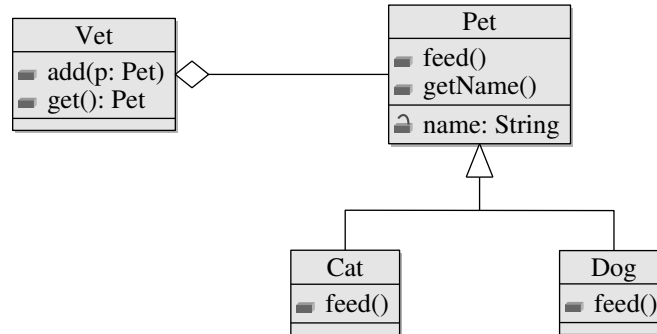 Vet
add(p: Pet)
get(): Pet
Pet
feed()
getName()
name: String
Cat
feed()
Dog
feed()